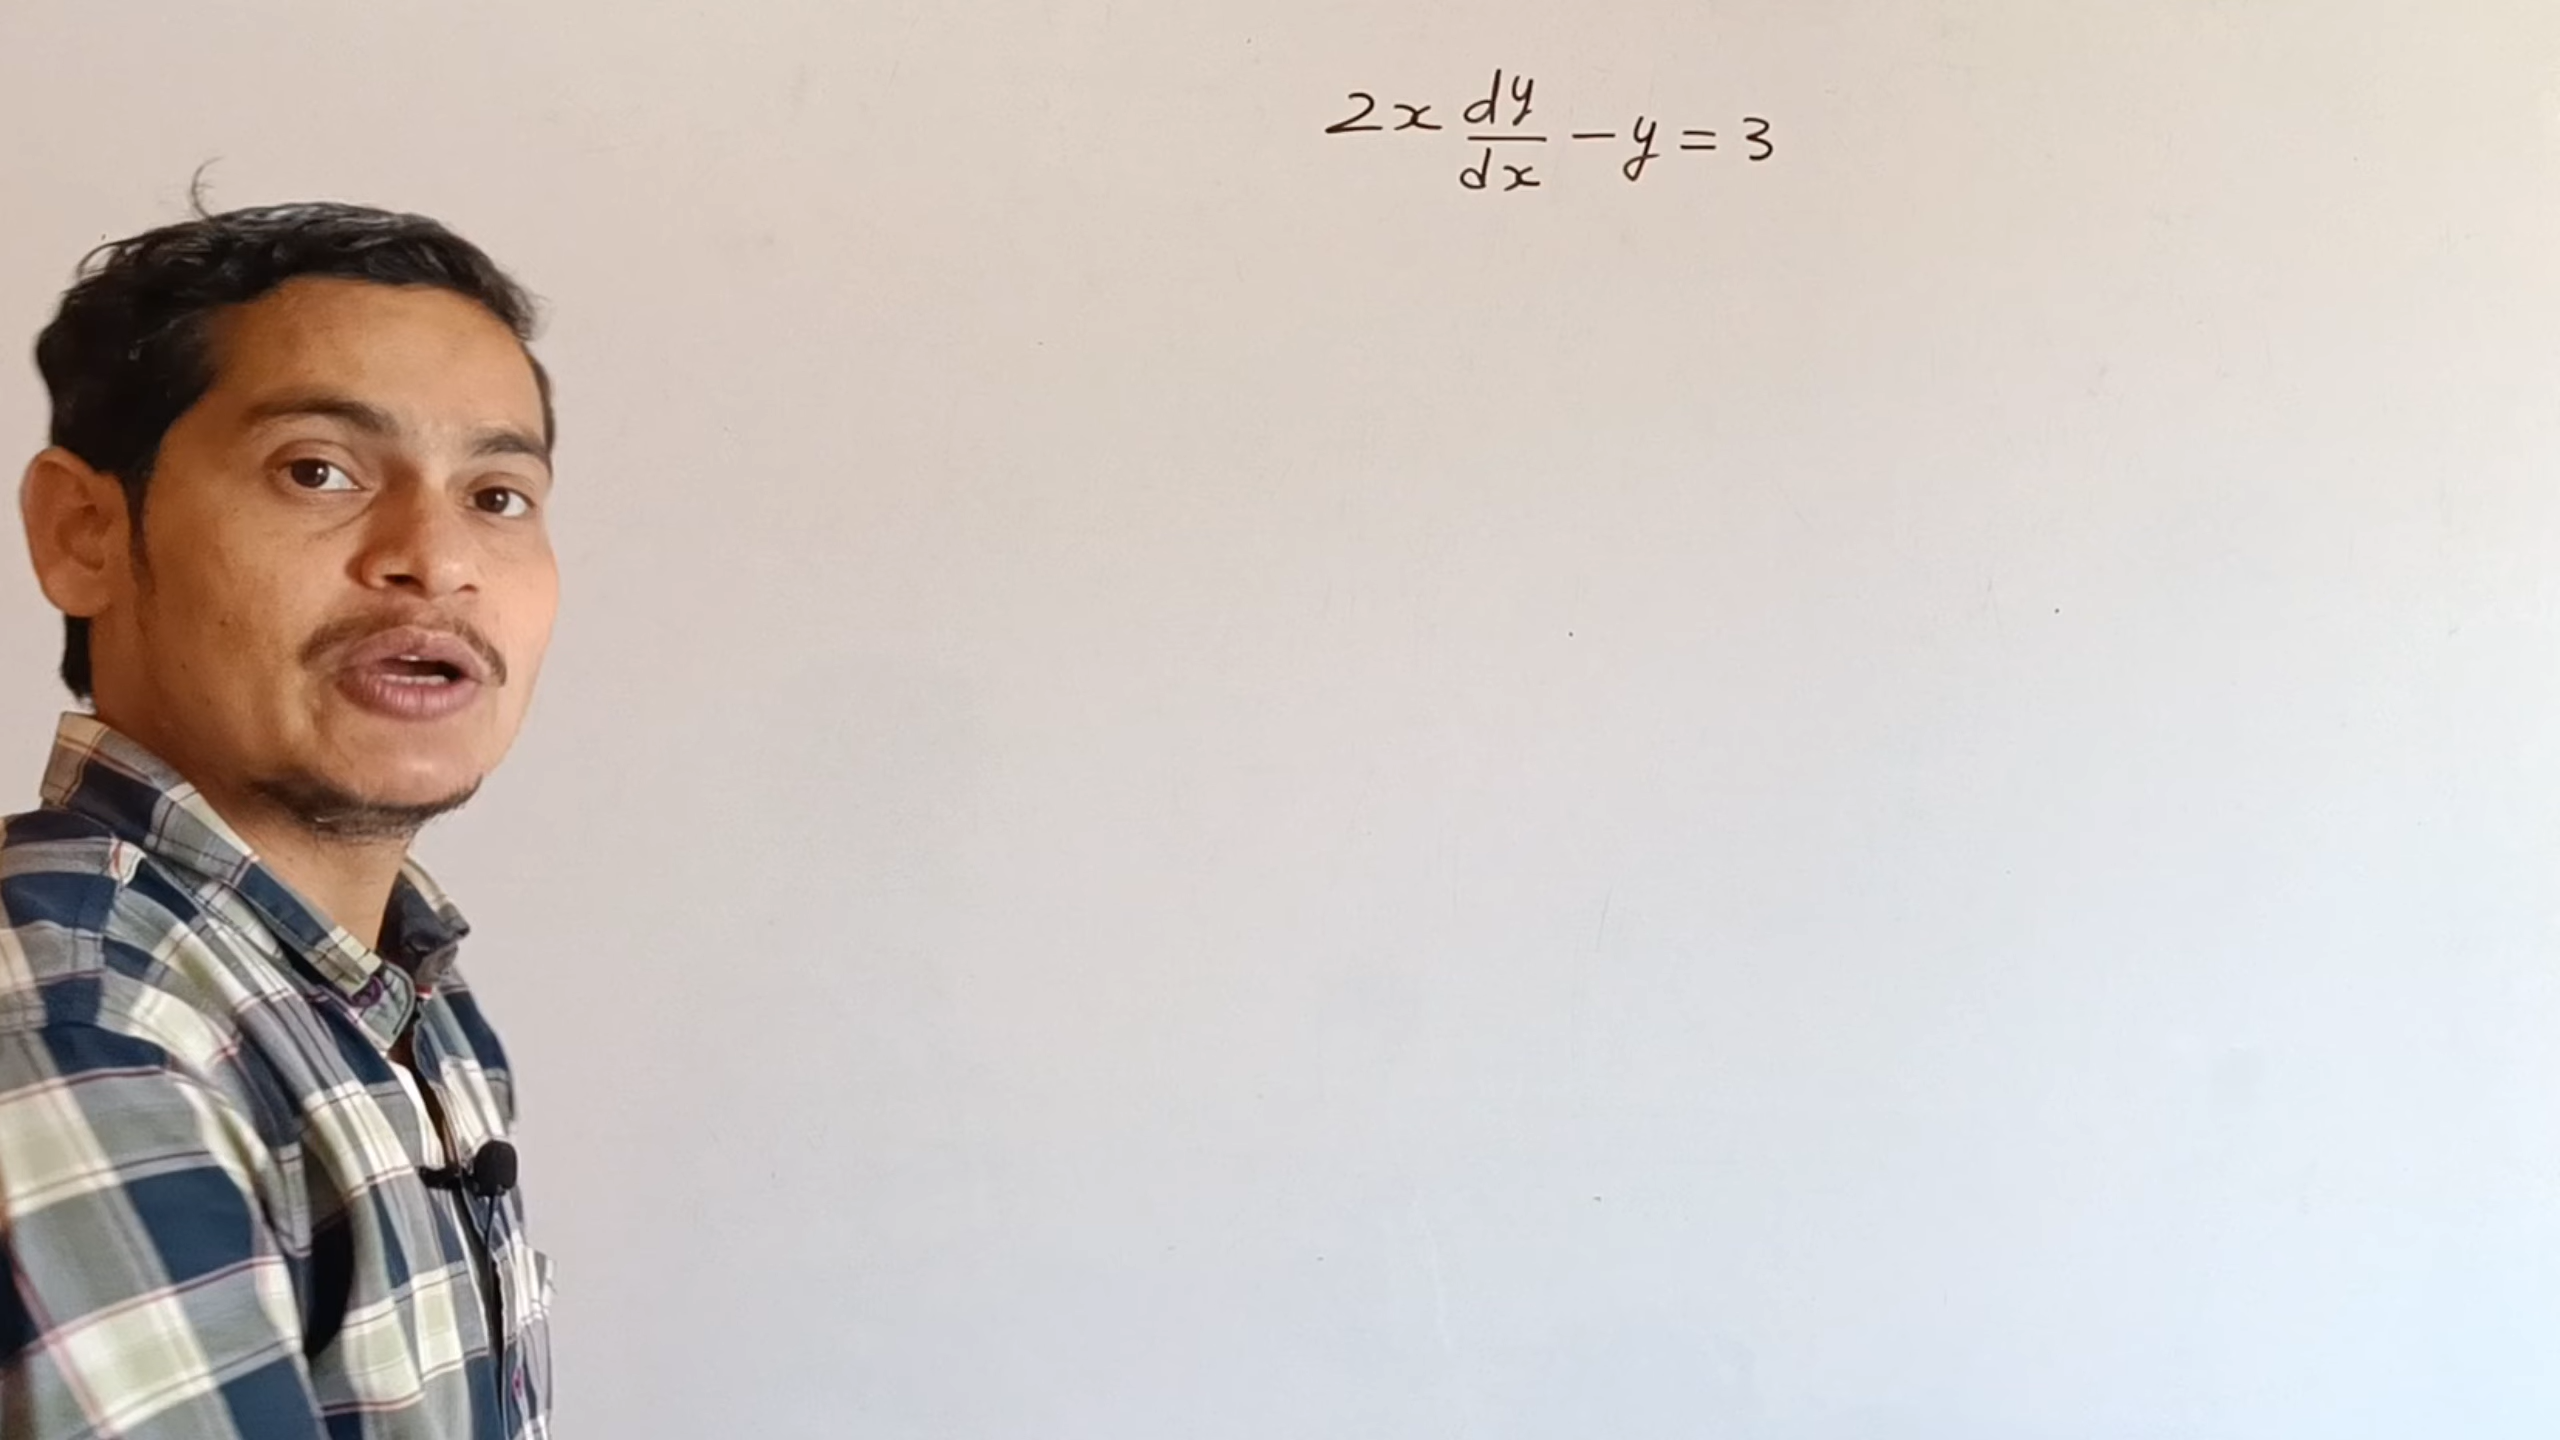 2x dy/dx - y = 3